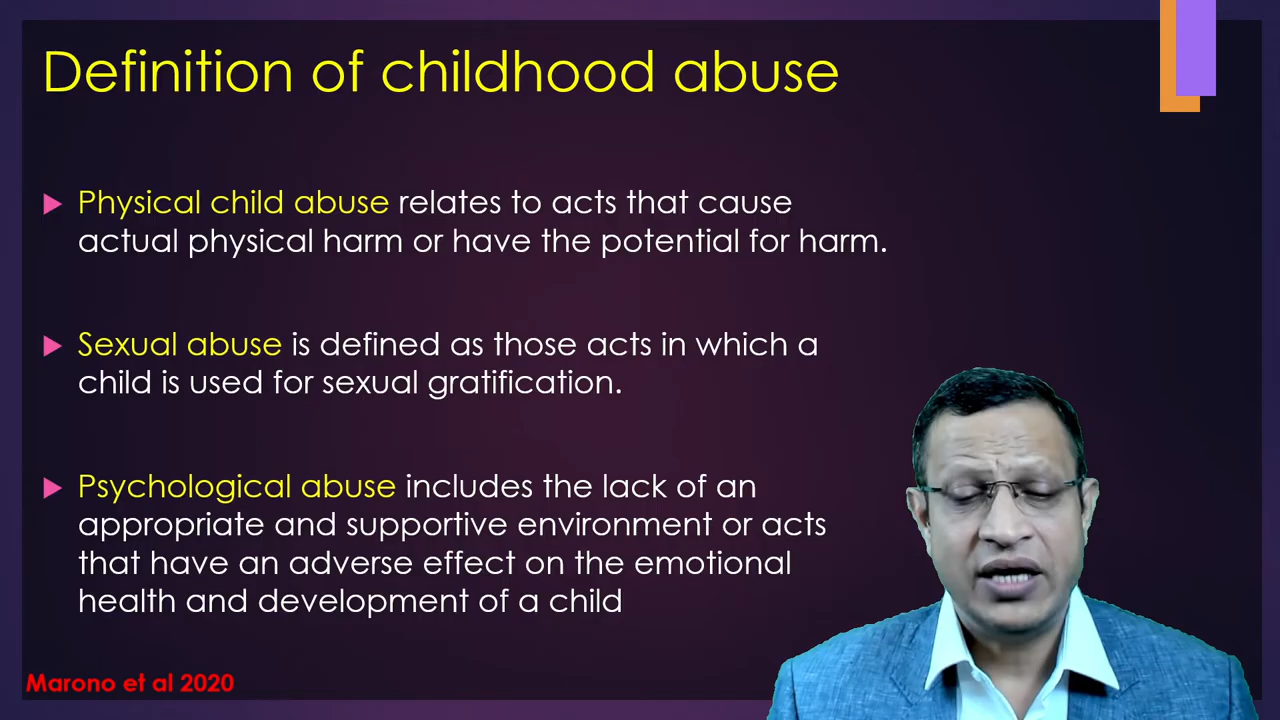 Definition of childhood abuse
Physical child abuse relates to acts that cause
actual physical harm or have the potential for harm.
Sexual abuse is defined as those acts in which a
child is used for sexual gratification.
Psychological abuse includes the lack of an
appropriate and supportive environment or acts
that have an adverse effect on the emotional
health and development of a child
Marono et al 2020